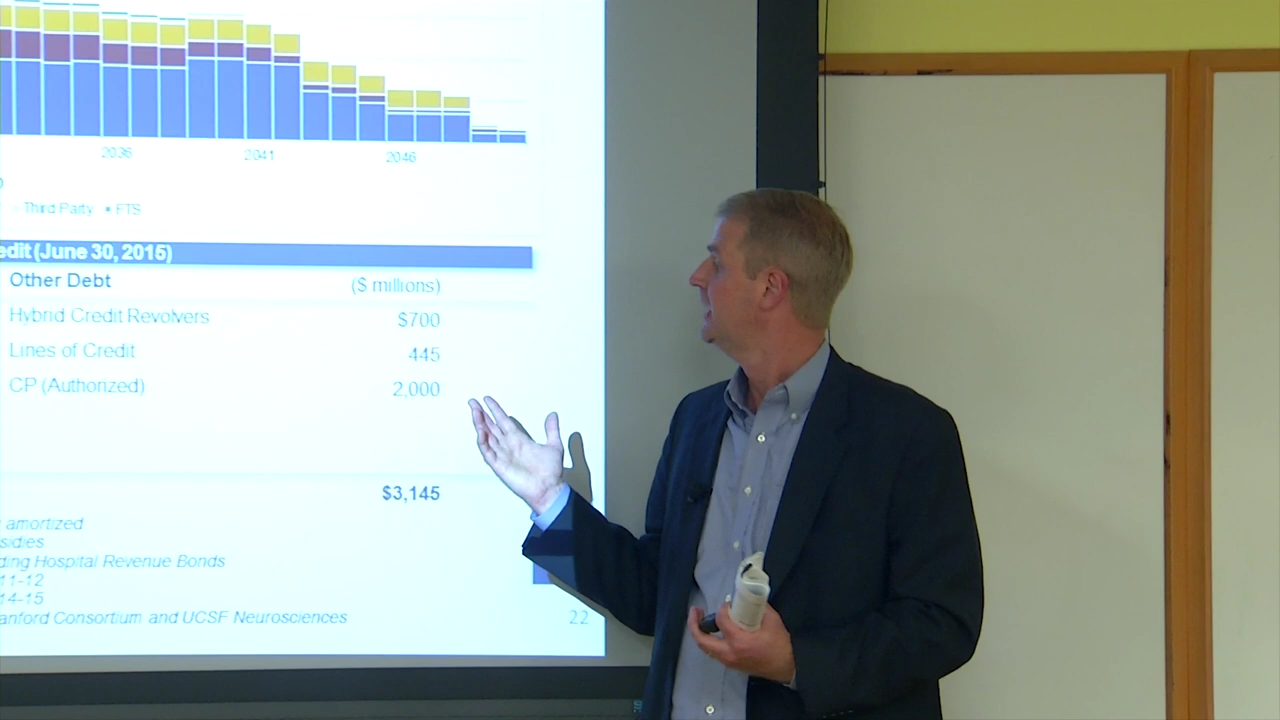 2036 2041 2046
Third Party ▪ FTS
edit (June 30, 2015)
Other Debt ($ millions)
Hybrid Credit Revolvers $700
Lines of Credit 445
CP (Authorized) 2,000
$3,145
amortized
sidies
ding Hospital Revenue Bonds
11-12
14-15
anford Consortium and UCSF Neurosciences
22